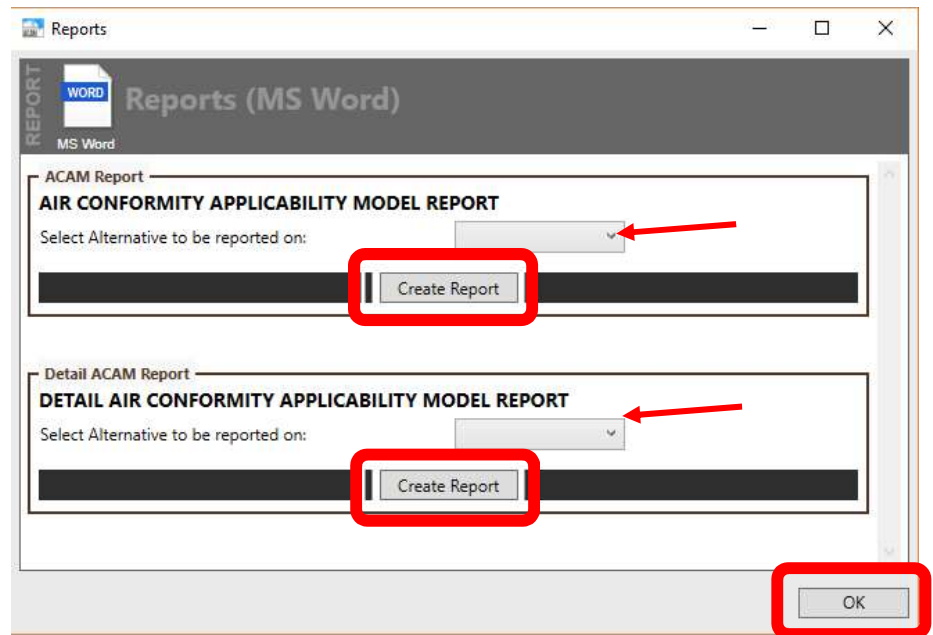 Reports
REPORT
WORD
Reports (MS Word)
MS Word
ACAM Report
AIR CONFORMITY APPLICABILITY MODEL REPORT
Select Alternative to be reported on:
Create Report
Detail ACAM Report
DETAIL AIR CONFORMITY APPLICABILITY MODEL REPORT
Select Alternative to be reported on:
Create Report
OK